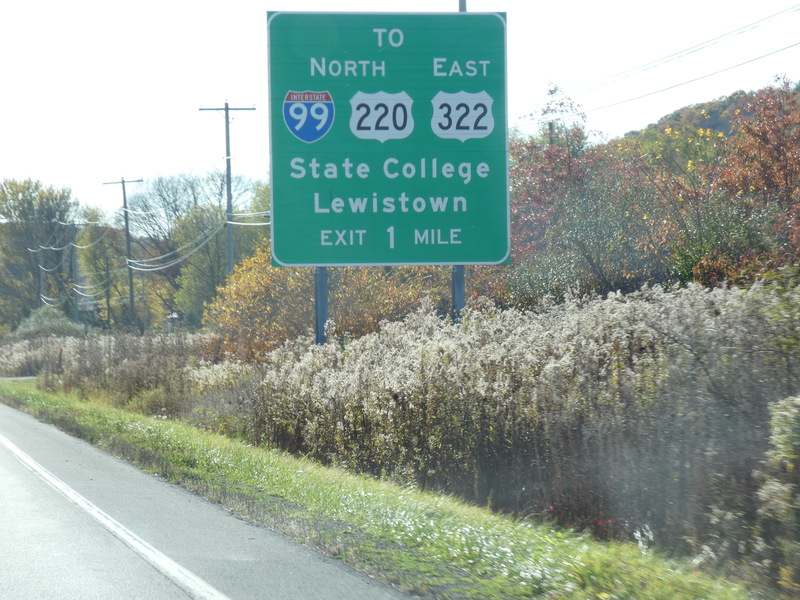 TO
NORTH EAST
INTERSTATE
99 220 322
State College
Lewistown
EXIT 1 MILE